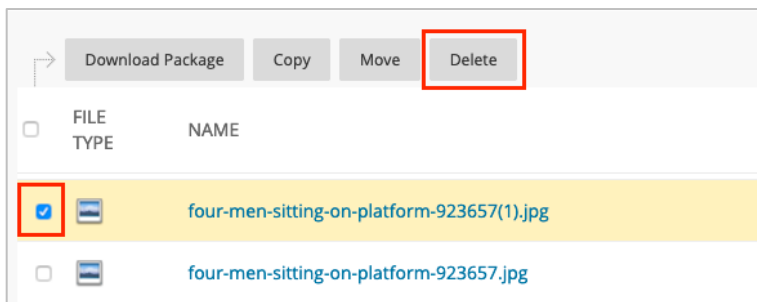 Download Package Copy Move Delete
FILE TYPE NAME
four-men-sitting-on-platform-923657(1).jpg
four-men-sitting-on-platform-923657.jpg